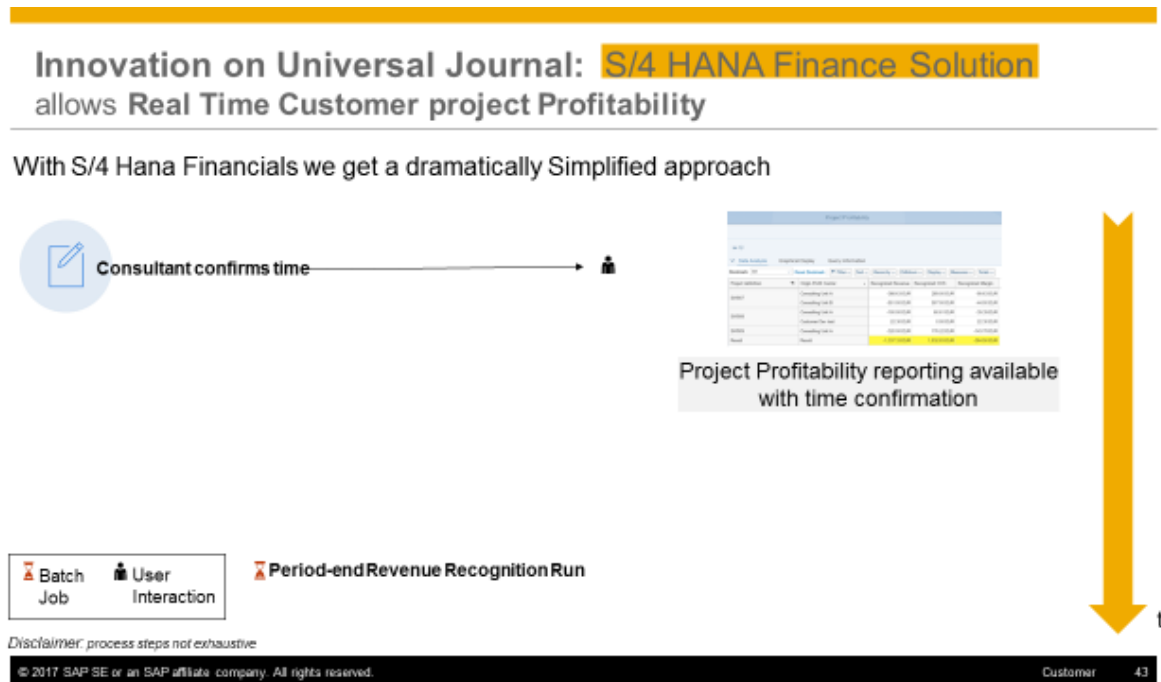 Innovation on Universal Journal: S/4 HANA Finance Solution
allows Real Time Customer project Profitability
With S/4 Hana Financials we get a dramatically Simplified approach
Consultant confirms time
Project Profitability
Project Profitability reporting available
with time confirmation
Batch Job
User Interaction
Period-end Revenue Recognition Run
t
Disclaimer: process steps not exhaustive
© 2017 SAP SE or an SAP affiliate company. All rights reserved.
Customer 43